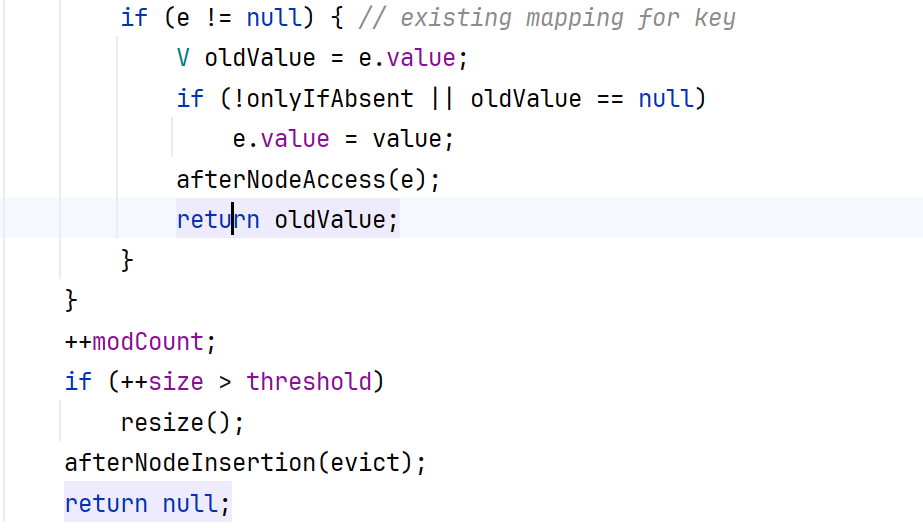 if (e != null) { // existing mapping for key
V oldValue = e.value;
if (!onlyIfAbsent || oldValue == null)
e.value = value;
afterNodeAccess(e);
return oldValue;
}
}
++modCount;
if (++size > threshold)
resize();
afterNodeInsertion(evict);
return null;